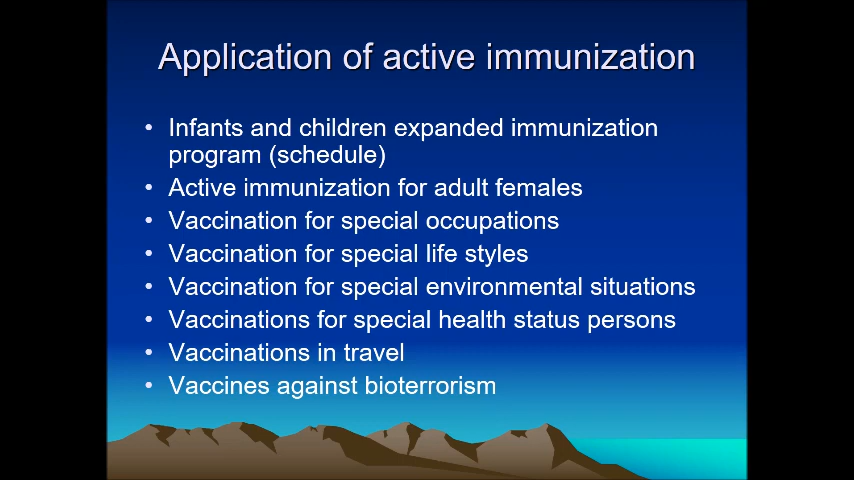 Application of active immunization
• Infants and children expanded immunization
program (schedule)
• Active immunization for adult females
• Vaccination for special occupations
• Vaccination for special life styles
• Vaccination for special environmental situations
• Vaccinations for special health status persons
• Vaccinations in travel
• Vaccines against bioterrorism